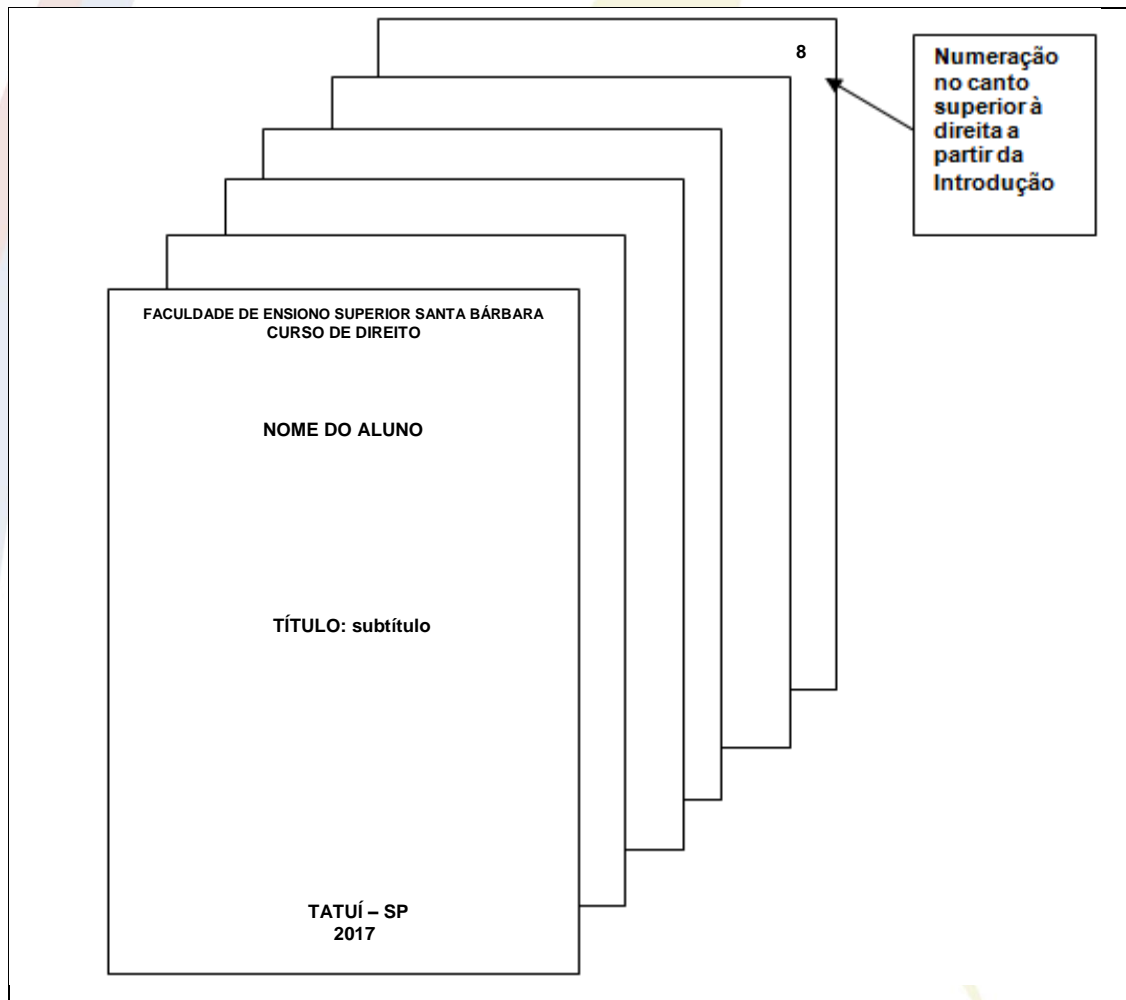 8
Numeração
no canto
superior à
direita a
partir da
Introdução
FACULDADE DE ENSIONO SUPERIOR SANTA BÁRBARA
CURSO DE DIREITO
NOME DO ALUNO
TÍTULO: subtítulo
TATUÍ – SP
2017